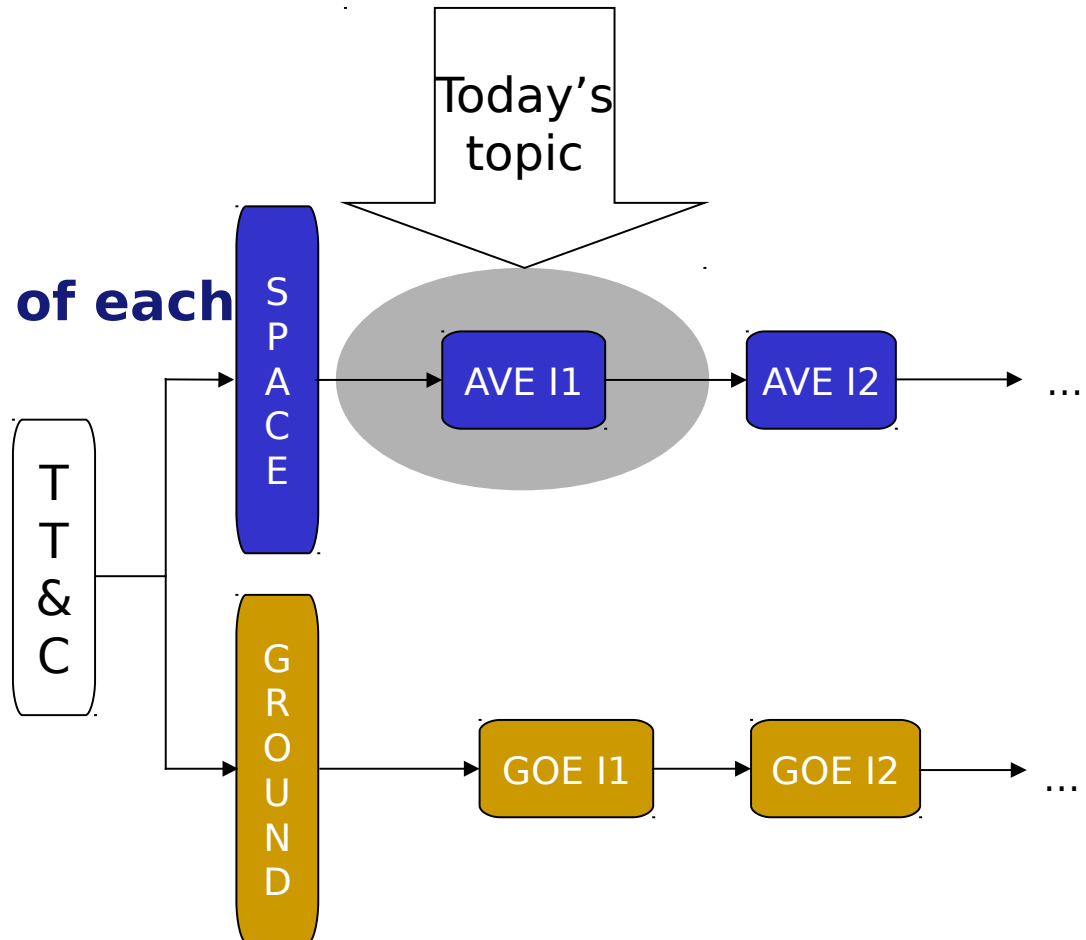 Today’s
topic
of each
S
P
A
C
E
AVE I1
AVE I2
...
T
T
&
C
G
R
O
U
N
D
GOE I1
GOE I2
...